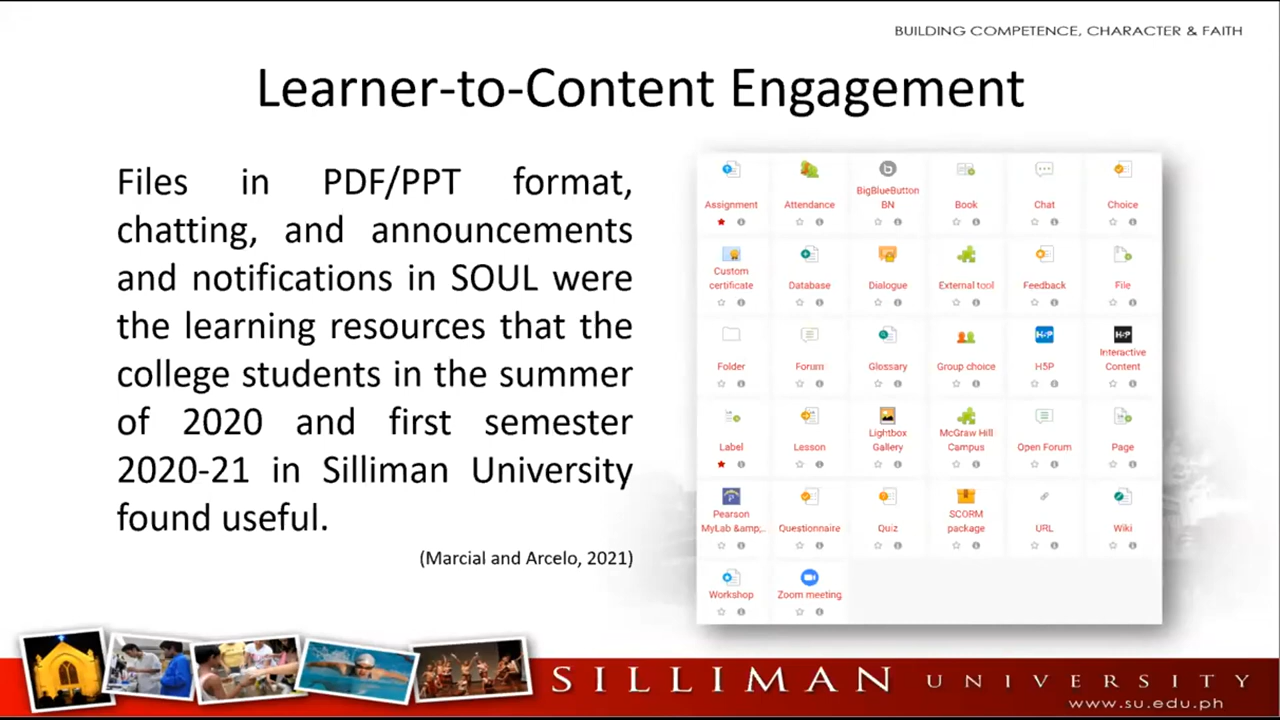 BUILDING COMPETENCE, CHARACTER & FAITH
Learner-to-Content Engagement
Files in PDF/PPT format,
chatting, and announcements
and notifications in SOUL were
the learning resources that the
college students in the summer
of 2020 and first semester
2020-21 in Silliman University
found useful.
(Marcial and Arcelo, 2021)
Assignment
Attendance
BigBlueButton
BN
Book
Chat
Choice
Custom
certificate
Database
Dialogue
External tool
Feedback
File
Folder
Forum
Glossary
Group choice
H5P
H5P
H5P
Interactive
Content
Label
Lesson
Lightbox
Gallery
McGraw Hill
Campus
Open Forum
Page
Pearson
MyLab &amp;..
Questionnaire
Quiz
SCORM
package
URL
Wiki
Workshop
Zoom meeting
SILLIMAN UNIVERSITY
www.su.edu.ph